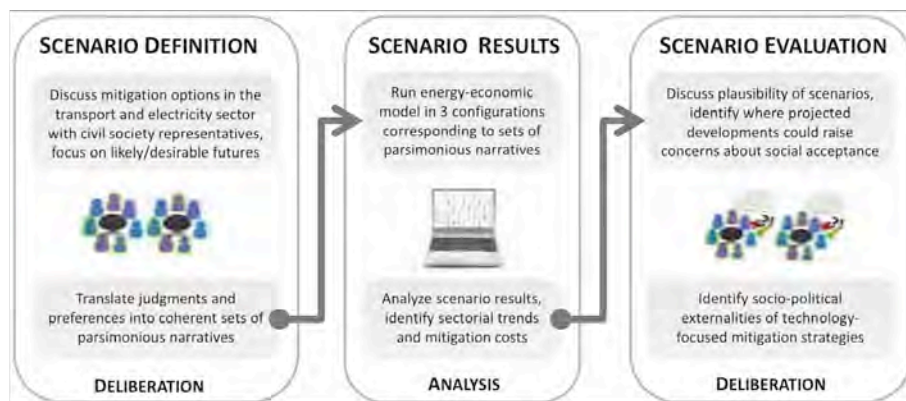 SCENARIO DEFINITION
Discuss mitigation options in the
transport and electricity sector
with civil society representatives,
focus on likely/desirable futures
Translate judgments and
preferences into coherent sets of
parsimonious narratives
DELIBERATION
SCENARIO RESULTS
Run energy-economic
model in 3 configurations
corresponding to sets of
parsimonious narratives
Analyze scenario results,
identify sectorial trends
and mitigation costs
ANALYSIS
SCENARIO EVALUATION
Discuss plausibility of scenarios,
identify where projected
developments could raise
concerns about social acceptance
?!
?!
Identify socio-political
externalities of technology-
focused mitigation strategies
DELIBERATION